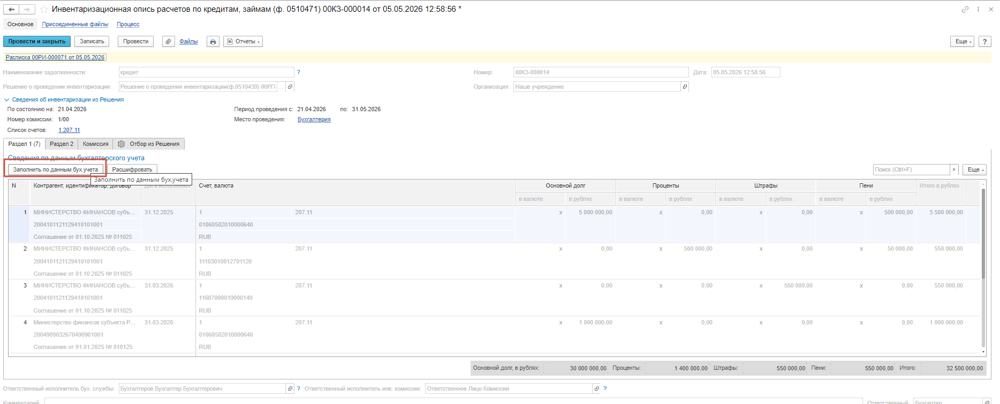 Инвентаризационная опись расчетов по кредитам, займам (ф. 0510471) 00КЗ-000014 от 05.05.2026 12:58:56 *
Основное Присоединенные файлы Процесс
Провести и закрыть Записать Провести Файлы Отчеты Еще ?
Расписка 00РИ-000071 от 05.05.2026
Наименование задолженности: кредит ? Номер: 00КЗ-000014 Дата: 05.05.2026 12:58:56
Решение о проведении инвентаризации: Решение о проведении инвентаризации(ф.0510439) 00РП ... Организация: Наше учреждение
Сведения об инвентаризации из Решения
По состоянию на: 21.04.2026 Период проведения с: 21.04.2026 по: 31.05.2026
Номер комиссии: 1/00 Место проведения: Бухгалтерия
Список счетов: 1.207.11
Раздел 1 (7) Раздел 2 Комиссия Отбор из Решения
Сведения по данным бухгалтерского учета
Заполнить по данным бух.учета Расшифровать Поиск (Ctrl+F) × Еще
Заполнить по данным бух.учета
N Контрагент, идентификатор, договор Дата исполнения Счет, валюта Основной долг Проценты Штрафы Пени Итого в рублях
в валюте в рублях в валюте в рублях в валюте в рублях в валюте в рублях
1 МИНИСТЕРСТВО ФИНАНСОВ субъ... 31.12.2025 1 207.11 x 5 000 000,00 x 0,00 x 0,00 x 500 000,00 5 500 000,00
2004101121129410101001 01060502010000640
Соглашение от 01.10.2025 № 011025 RUB
2 МИНИСТЕРСТВО ФИНАНСОВ субъ... 31.12.2025 1 207.11 x 0,00 x 500 000,00 x 0,00 x 50 000,00 550 000,00
2004101121129410101001 11103010012701120
Соглашение от 01.10.2025 № 011025 RUB
3 МИНИСТЕРСТВО ФИНАНСОВ субъ... 31.03.2026 1 207.11 x 0,00 x 0,00 x 550 000,00 x 0,00 550 000,00
2004101121129410101001 11607090019000140
Соглашение от 01.10.2025 № 011025 RUB
4 Министерство финансов субъекта Р... 31.03.2026 1 207.11 x 1 000 000,00 x 0,00 x 0,00 x 0,00 1 000 000,00
2004909032670490901001 01060502010000640
Соглашение от 01.01.2025 № 010125 RUB
Основной долг, в рублях: 30 000 000,00 Проценты: 1 400 000,00 Штрафы: 550 000,00 Пени: 550 000,00 Итого: 32 500 000,00
Ответственный исполнитель бух. службы: Бухгалтеров Бухгалтер Бухгалтерович ? Ответственный исполнитель инв. комиссии: Ответственное Лицо Комиссии ?
Комментарий: Ответственный: Бухгалтер